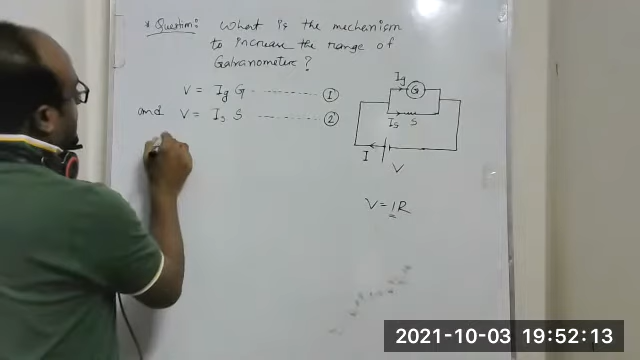 * Question: What is the mechanism
to increase the range of
Galvanometer?
V = Ig G ---------- ①
and V = Is S ---------- ②
Ig
G
Is S
I
V
V = IR
2021-10-03 19:52:13